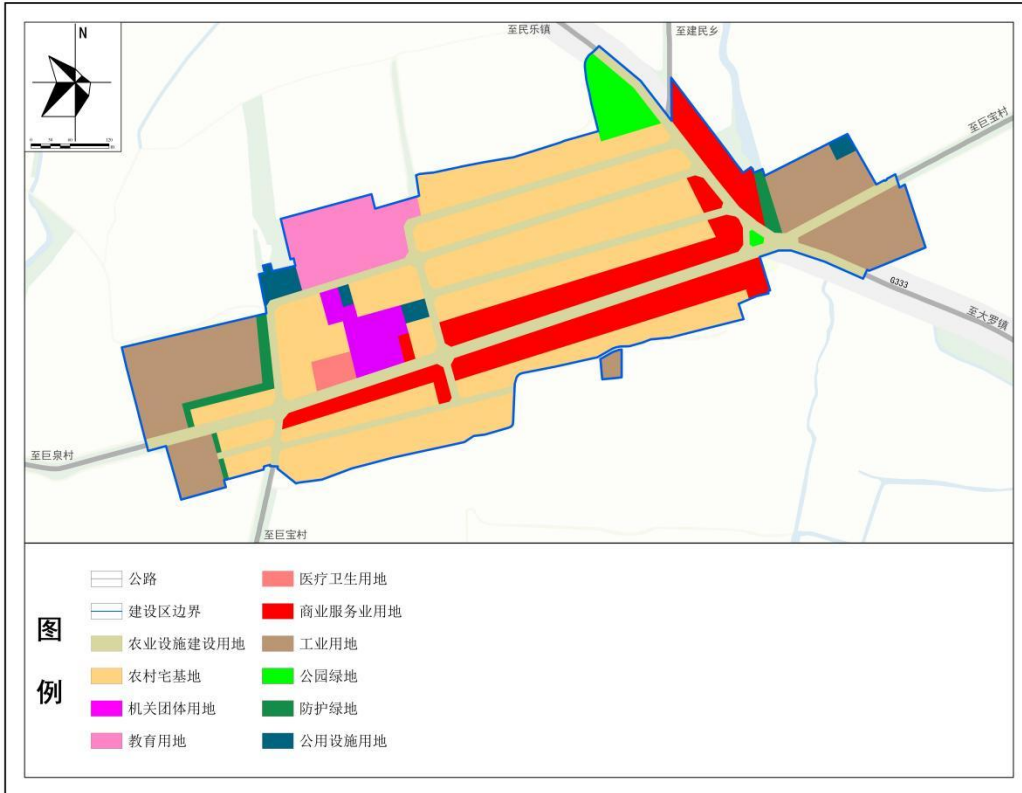 N
至民乐镇
至建民乡
至巨宝村
G333
至大罗镇
至巨泉村
至巨宝村
图例
公路
建设区边界
农业设施建设用地
农村宅基地
机关团体用地
教育用地
医疗卫生用地
商业服务业用地
工业用地
公园绿地
防护绿地
公用设施用地